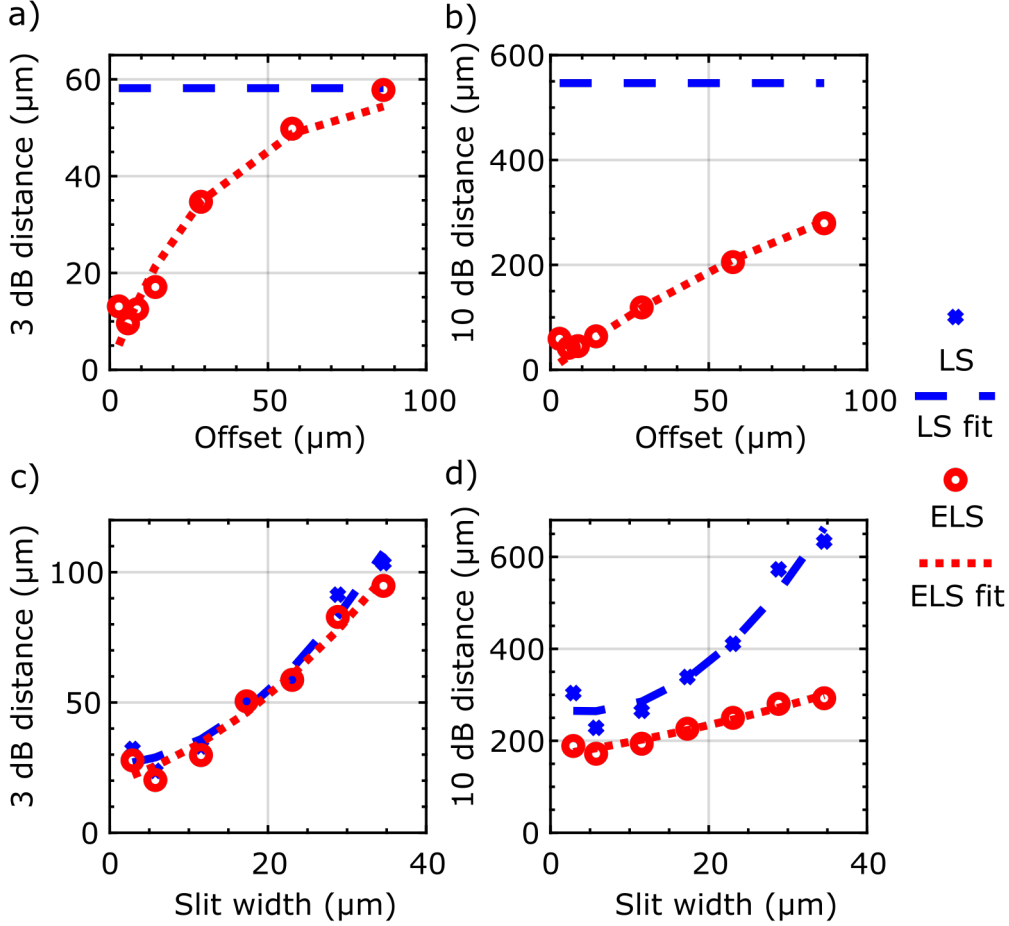 a)
3 dB distance (µm)
60
40
20
0
0
50
100
Offset (µm)
b)
10 dB distance (µm)
600
400
200
0
0
50
100
Offset (µm)
c)
3 dB distance (µm)
100
50
0
0
20
40
Slit width (µm)
d)
10 dB distance (µm)
600
400
200
0
0
20
40
Slit width (µm)
LS
LS fit
ELS
ELS fit